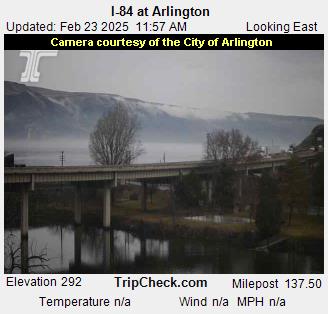 I-84 at Arlington
Updated: Feb 23 2025 11:57 AM Looking East
Camera courtesy of the City of Arlington
Elevation 292 TripCheck.com Milepost 137.50
Temperature n/a Wind n/a MPH n/a